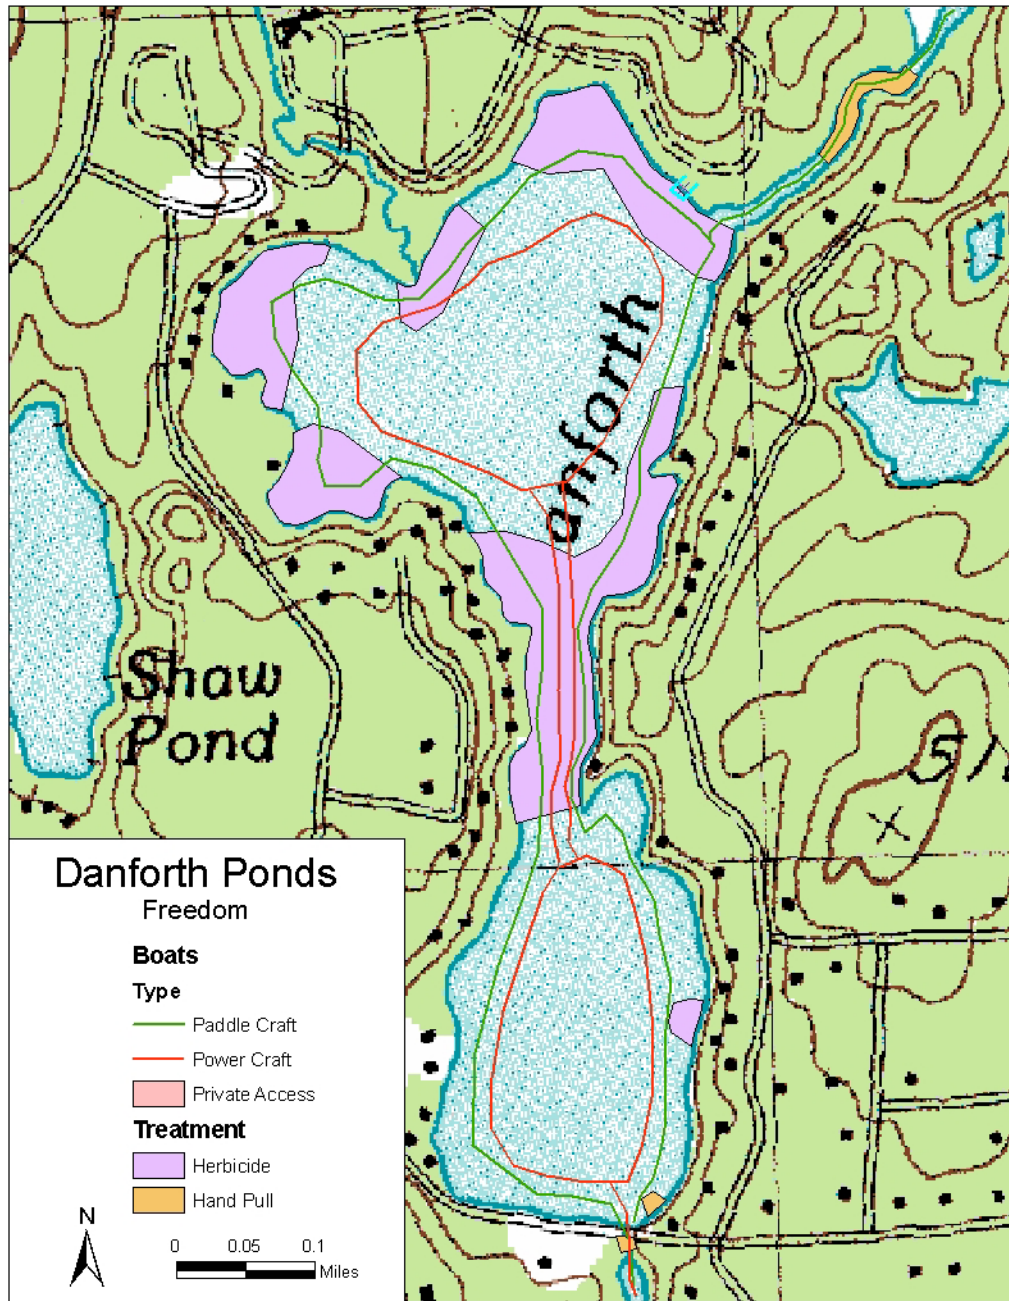 anforth
Shaw
Pond
Danforth Ponds
Freedom
Boats
Type
Paddle Craft
Power Craft
Private Access
Treatment
Herbicide
Hand Pull
N
0 0.05 0.1
Miles